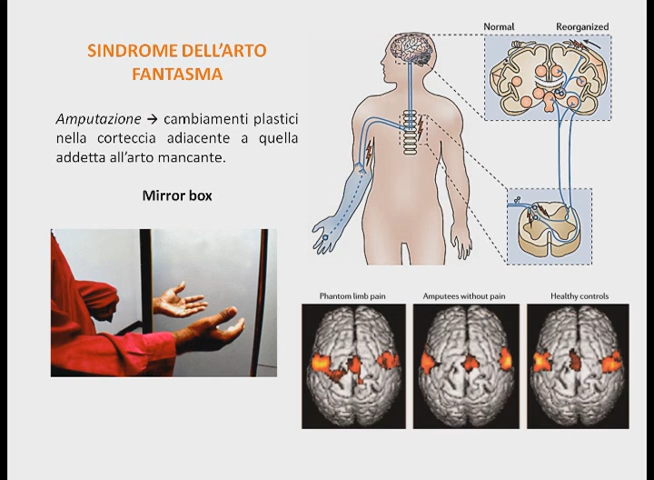 SINDROME DELL'ARTO
FANTASMA
Amputazione → cambiamenti plastici
nella corteccia adiacente a quella
addetta all'arto mancante.
Mirror box
Normal
Reorganized
Phantom limb pain
Amputees without pain
Healthy controls